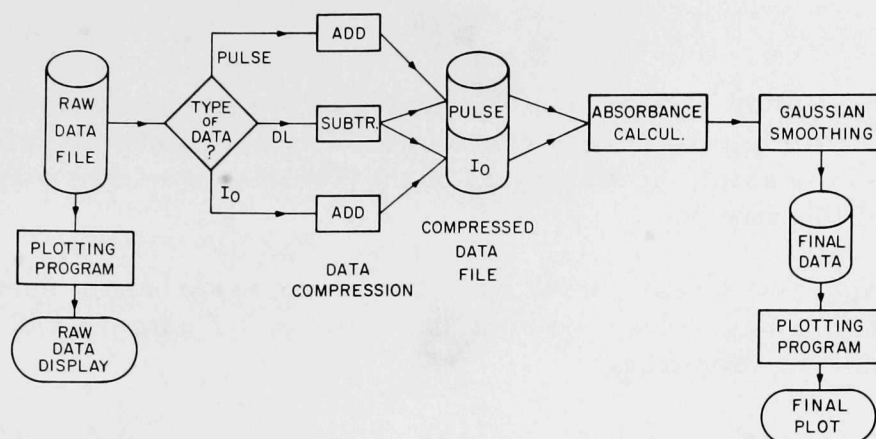 RAW
DATA
FILE
PLOTTING
PROGRAM
RAW
DATA
DISPLAY
TYPE
OF
DATA
?
PULSE
DL
I₀
ADD
SUBTR.
ADD
DATA
COMPRESSION
PULSE
I₀
COMPRESSED
DATA
FILE
ABSORBANCE
CALCUL.
GAUSSIAN
SMOOTHING
FINAL
DATA
PLOTTING
PROGRAM
FINAL
PLOT